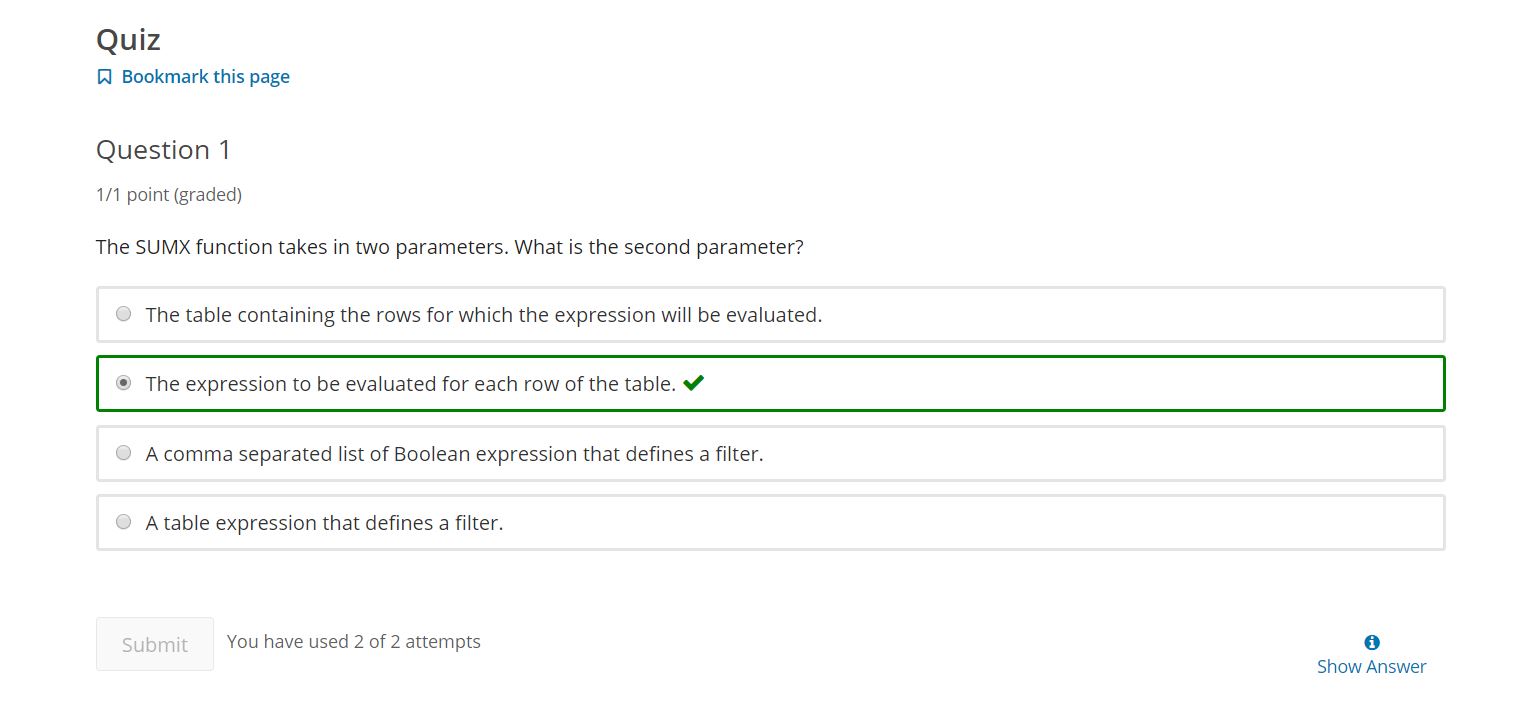 Quiz
Bookmark this page
Question 1
1/1 point (graded)
The SUMX function takes in two parameters. What is the second parameter?
The table containing the rows for which the expression will be evaluated.
The expression to be evaluated for each row of the table.
A comma separated list of Boolean expression that defines a filter.
A table expression that defines a filter.
Submit
You have used 2 of 2 attempts
Show Answer